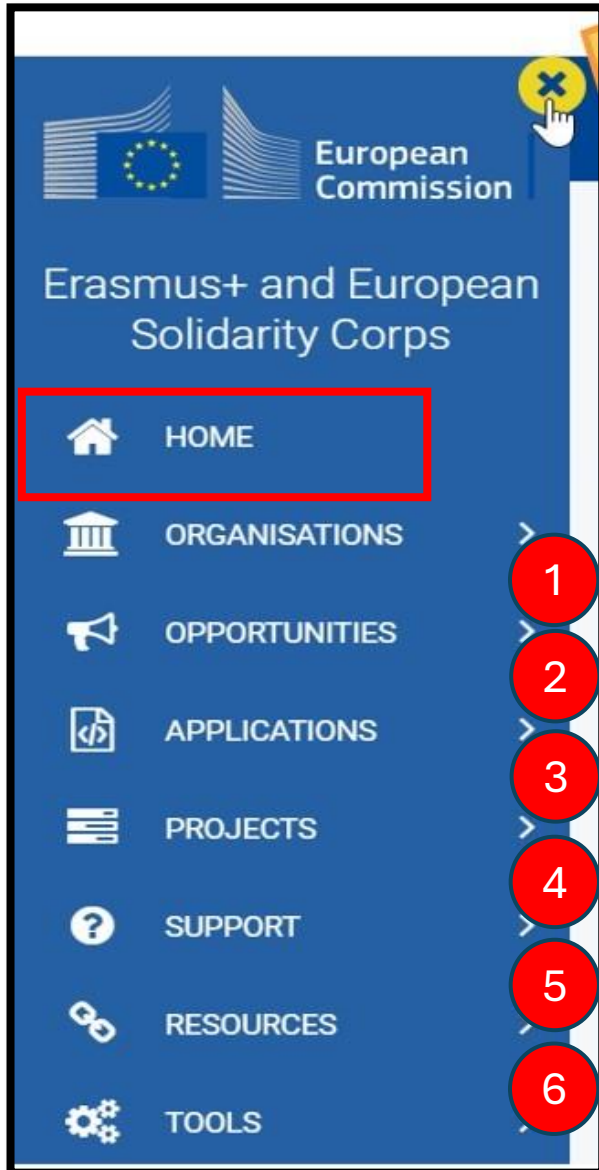 European
Commission
Erasmus+ and European
Solidarity Corps
HOME
ORGANISATIONS
1
OPPORTUNITIES
2
APPLICATIONS
3
PROJECTS
4
SUPPORT
5
RESOURCES
6
TOOLS